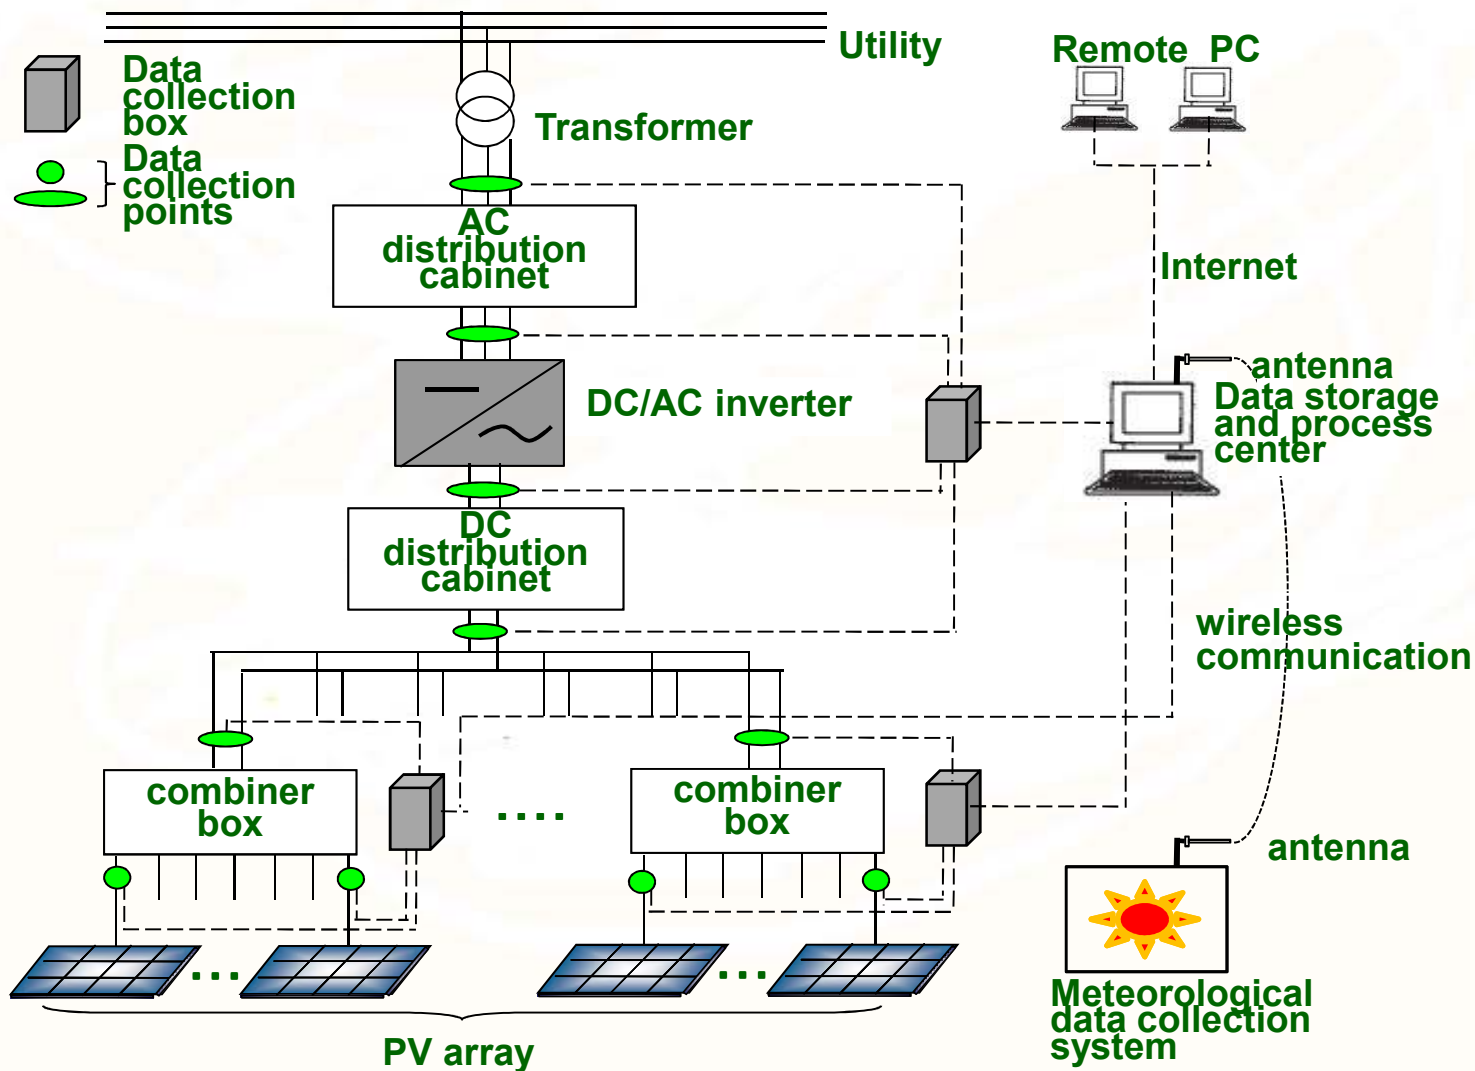 Utility
Remote PC
Data
collection
box
Transformer
Data
collection
points
AC
distribution
cabinet
Internet
antenna
DC/AC inverter
Data storage
and process
center
DC
distribution
cabinet
wireless
communication
combiner
box
....
combiner
box
antenna
...
...
Meteorological
data collection
system
PV array